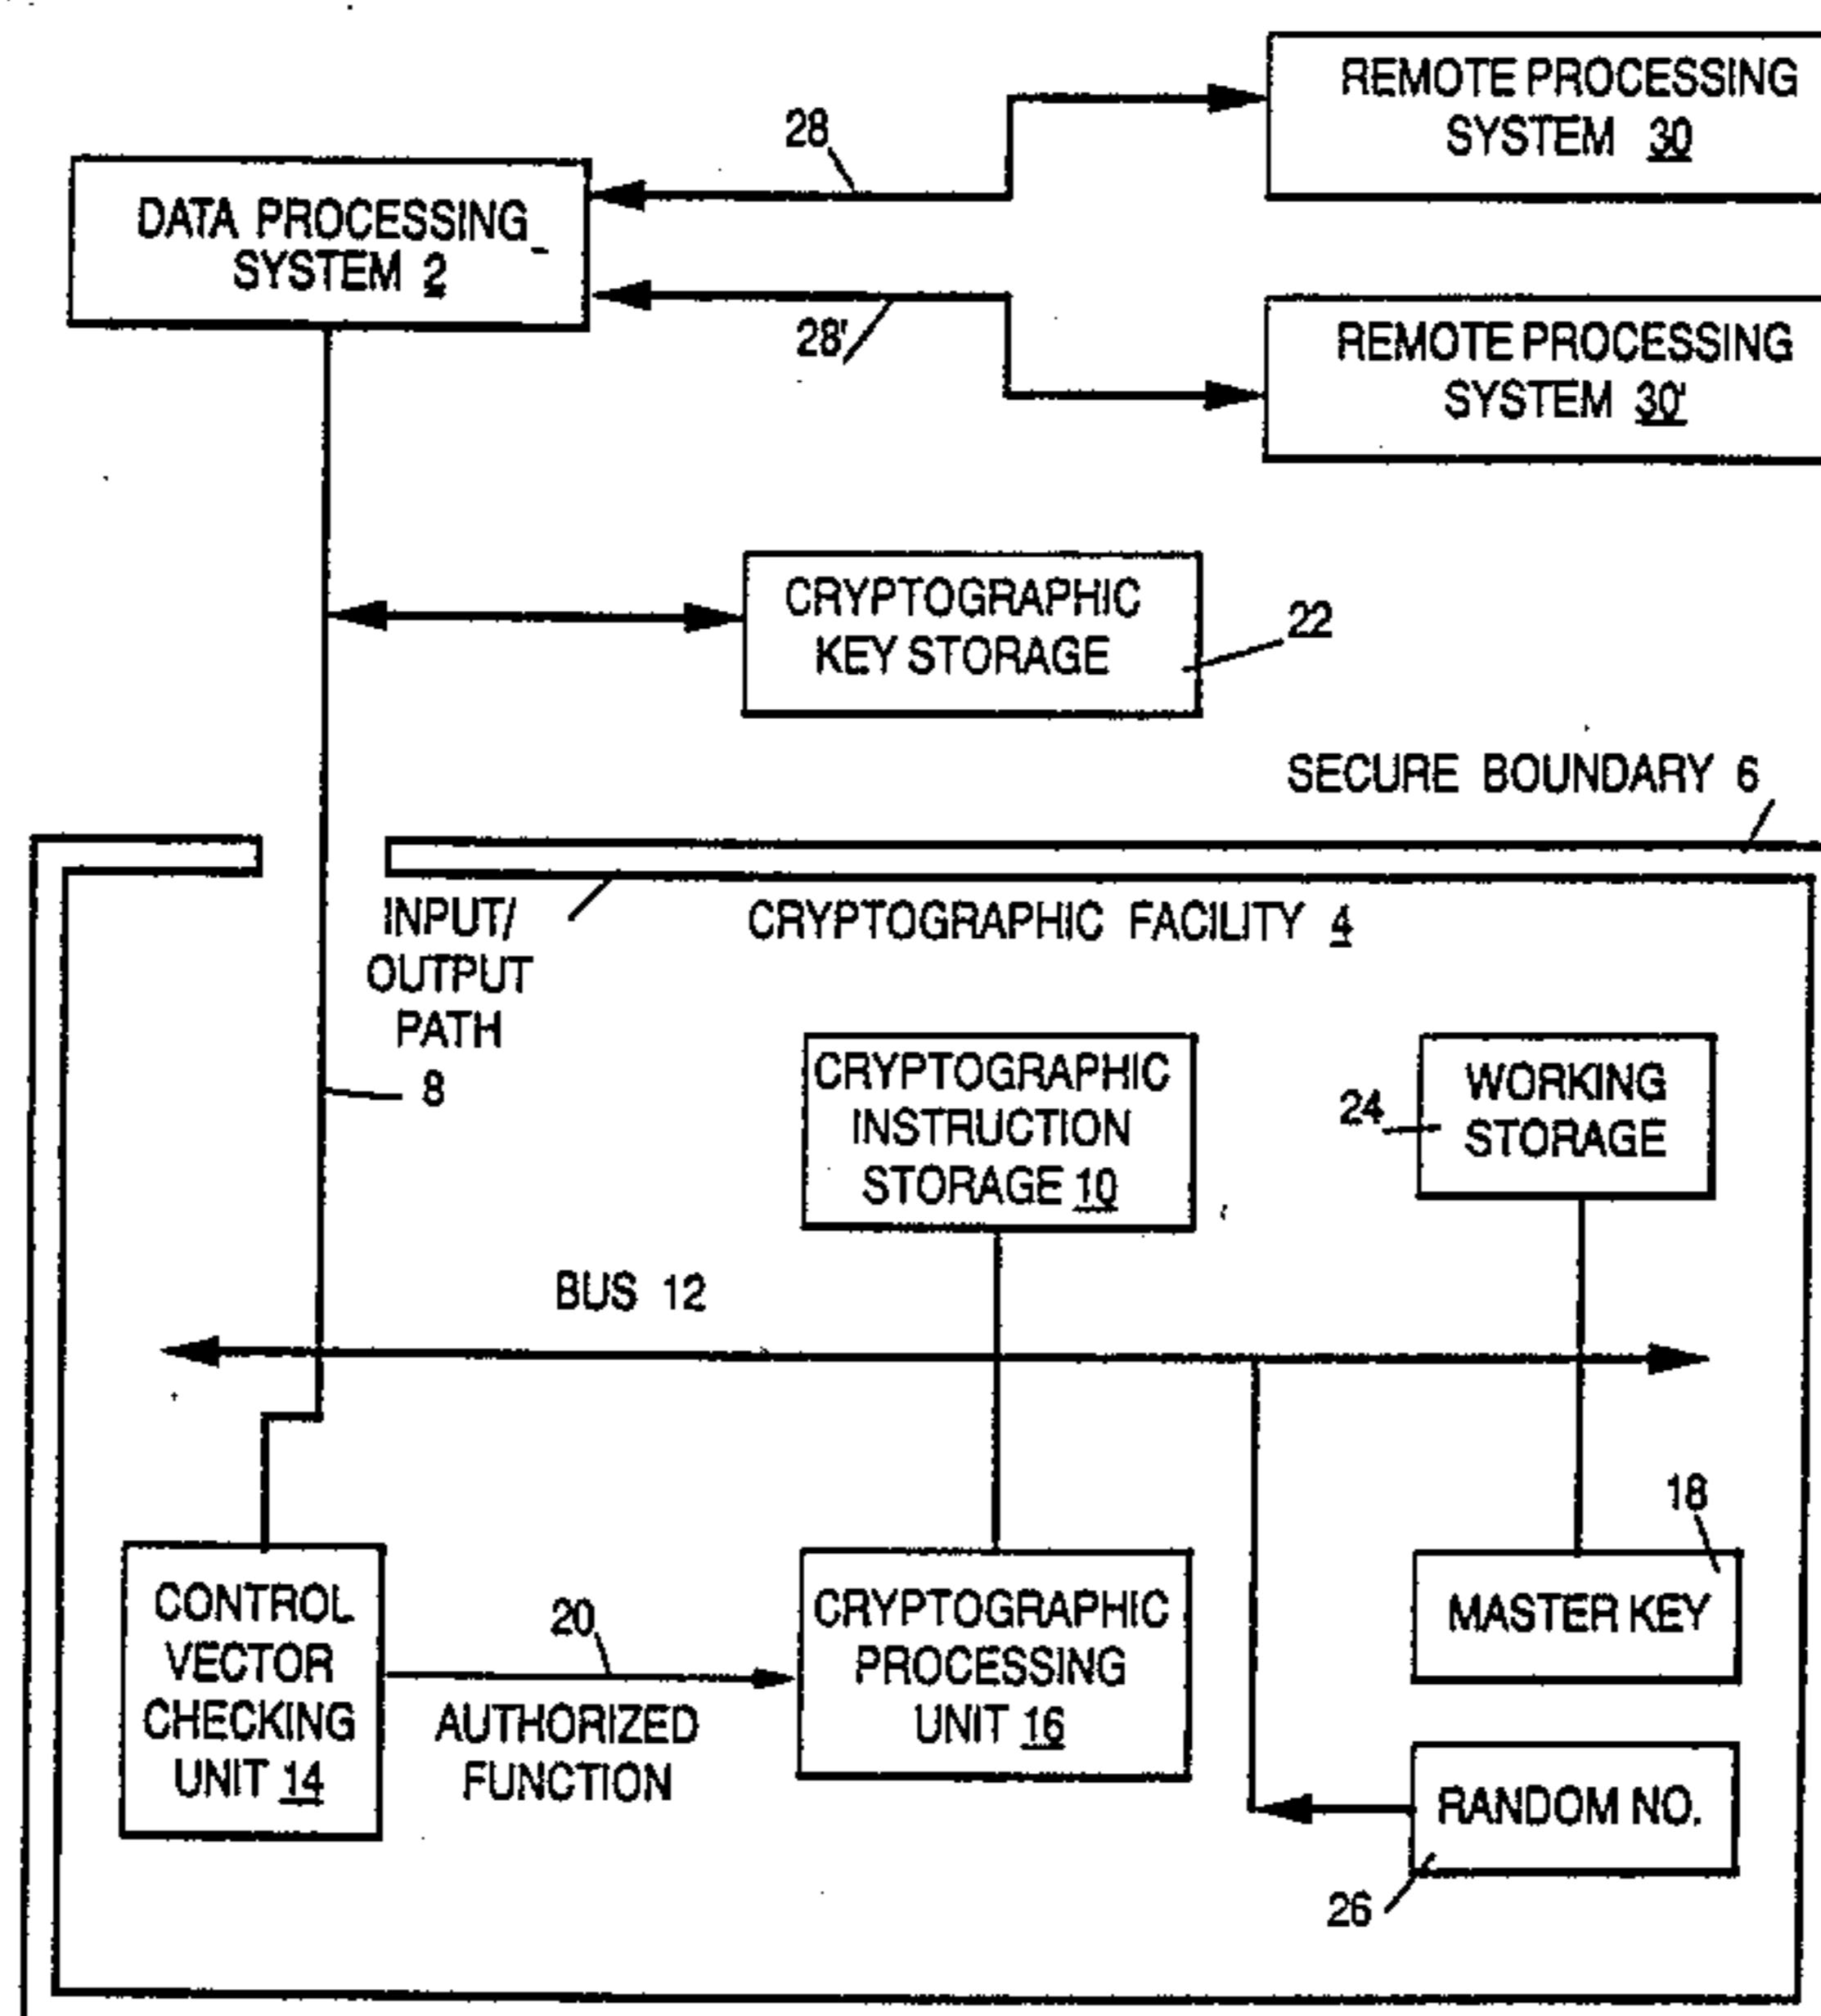 REMOTE PROCESSING
SYSTEM 30
28
DATA PROCESSING
SYSTEM 2
28'
REMOTE PROCESSING
SYSTEM 30'
CRYPTOGRAPHIC
KEY STORAGE
22
SECURE BOUNDARY 6
INPUT/
OUTPUT
PATH
8
CRYPTOGRAPHIC FACILITY 4
CRYPTOGRAPHIC
INSTRUCTION
STORAGE 10
24
WORKING
STORAGE
BUS 12
18
MASTER KEY
CONTROL
VECTOR
CHECKING
UNIT 14
20
AUTHORIZED
FUNCTION
CRYPTOGRAPHIC
PROCESSING
UNIT 16
RANDOM NO.
26